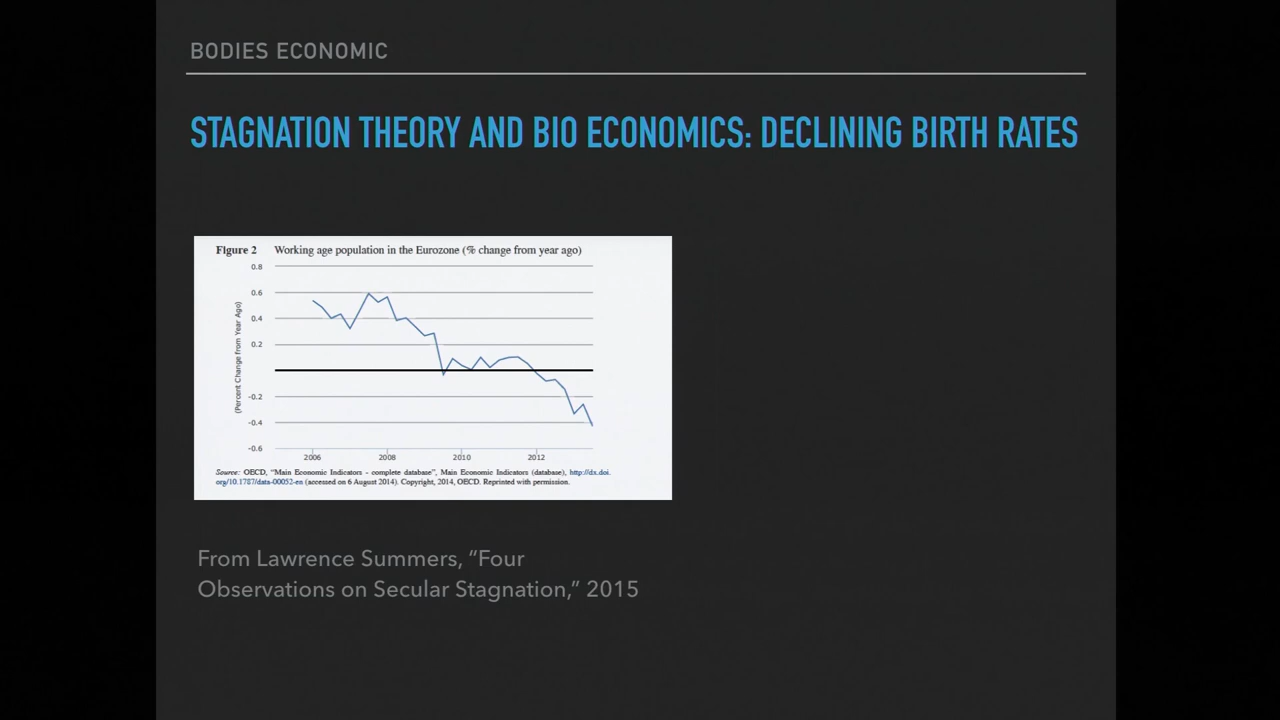 BODIES ECONOMIC
STAGNATION THEORY AND BIO ECONOMICS: DECLINING BIRTH RATES
Figure 2 Working age population in the Eurozone (% change from year ago)
0.8
0.6
0.4
0.2
-0.2
-0.4
-0.6
(Percent Change from Year Ago)
2006 2008 2010 2012
Source: OECD, “Main Economic Indicators - complete database”, Main Economic Indicators (database), http://dx.doi.
org/10.1787/data-00052-en (accessed on 6 August 2014). Copyright, 2014, OECD. Reprinted with permission.
From Lawrence Summers, “Four
Observations on Secular Stagnation,” 2015